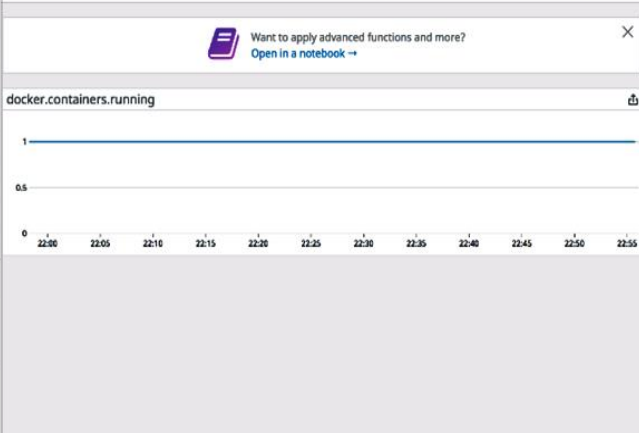 Want to apply advanced functions and more?
Open in a notebook →
docker.containers.running
1
0.5
0
22:00 22:05 22:10 22:15 22:20 22:25 22:30 22:35 22:40 22:45 22:50 22:55